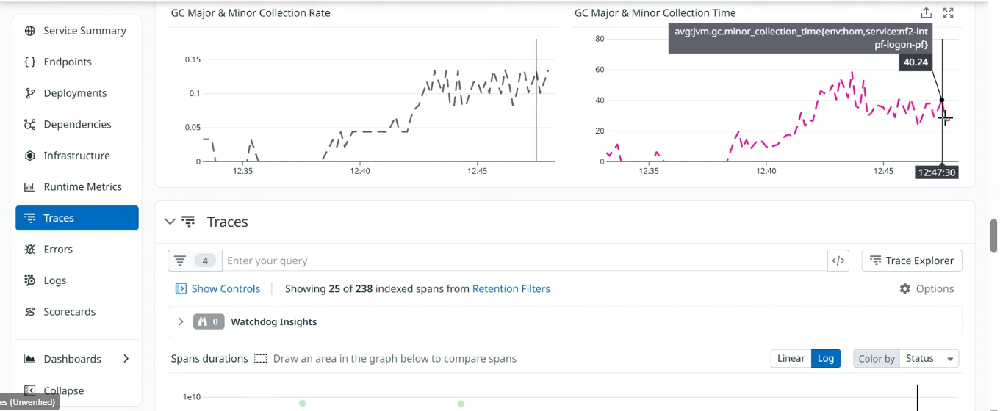 Service Summary
Endpoints
Deployments
Dependencies
Infrastructure
Runtime Metrics
Traces
Errors
Logs
Scorecards
Dashboards
Collapse
es (Unverified)
GC Major & Minor Collection Rate
0.15
0.1
0.05
0
12:35
12:40
12:45
GC Major & Minor Collection Time
avg:jvm.gc.minor_collection_time{env:hom,service:nf2-int
pf-logon-pf}
40.24
80
60
40
20
0
12:35
12:40
12:45
12:47:30
Traces
4
Enter your query
</>
Trace Explorer
Show Controls
Showing 25 of 238 indexed spans from Retention Filters
Options
0
Watchdog Insights
Spans durations
Draw an area in the graph below to compare spans
Linear
Log
Color by
Status
1e10